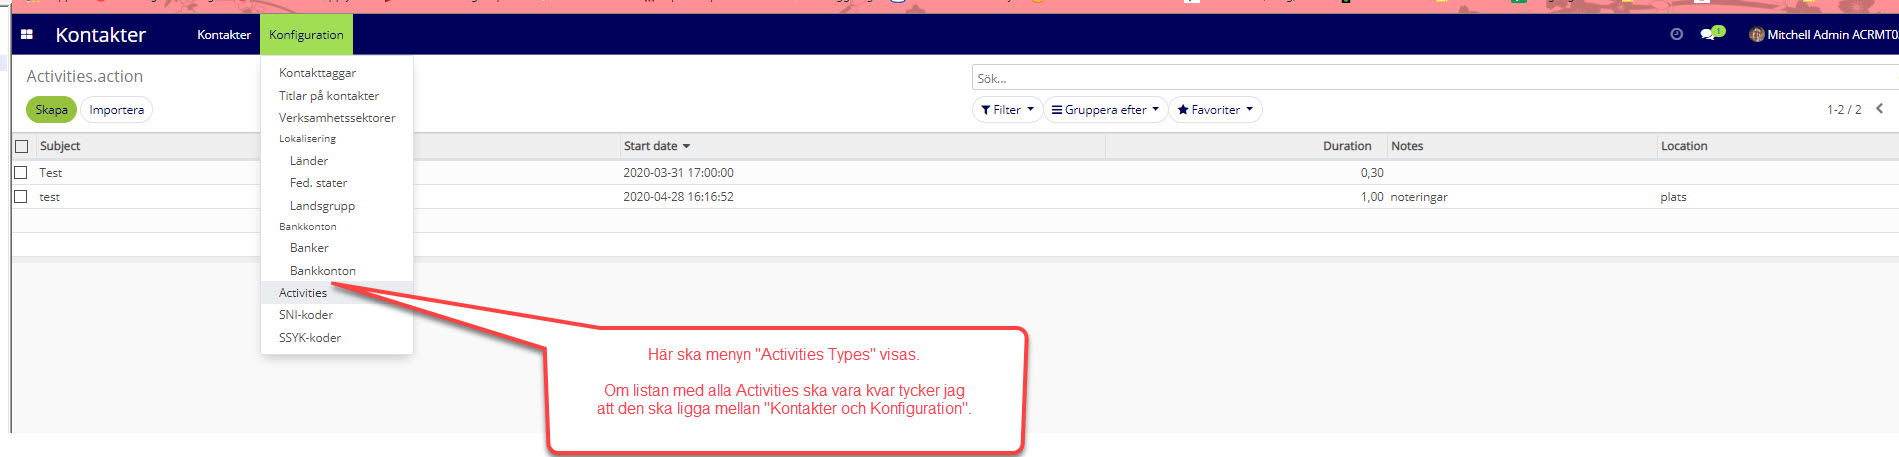 Kontakter Kontakter Konfiguration 1 Mitchell Admin ACRMT0
Activities.action
Sök...
Skapa Importera
Filter Gruppera efter Favoriter 1-2 / 2
Subject Start date Duration Notes Location
Test 2020-03-31 17:00:00 0,30
test 2020-04-28 16:16:52 1,00 noteringar plats
Kontakttaggar
Titlar på kontakter
Verksamhetssektorer
Lokalisering
Länder
Fed. stater
Landsgrupp
Bankkonton
Banker
Bankkonton
Activities
SNI-koder
SSYK-koder
Här ska menyn "Activities Types" visas.
Om listan med alla Activities ska vara kvar tycker jag
att den ska ligga mellan "Kontakter och Konfiguration".